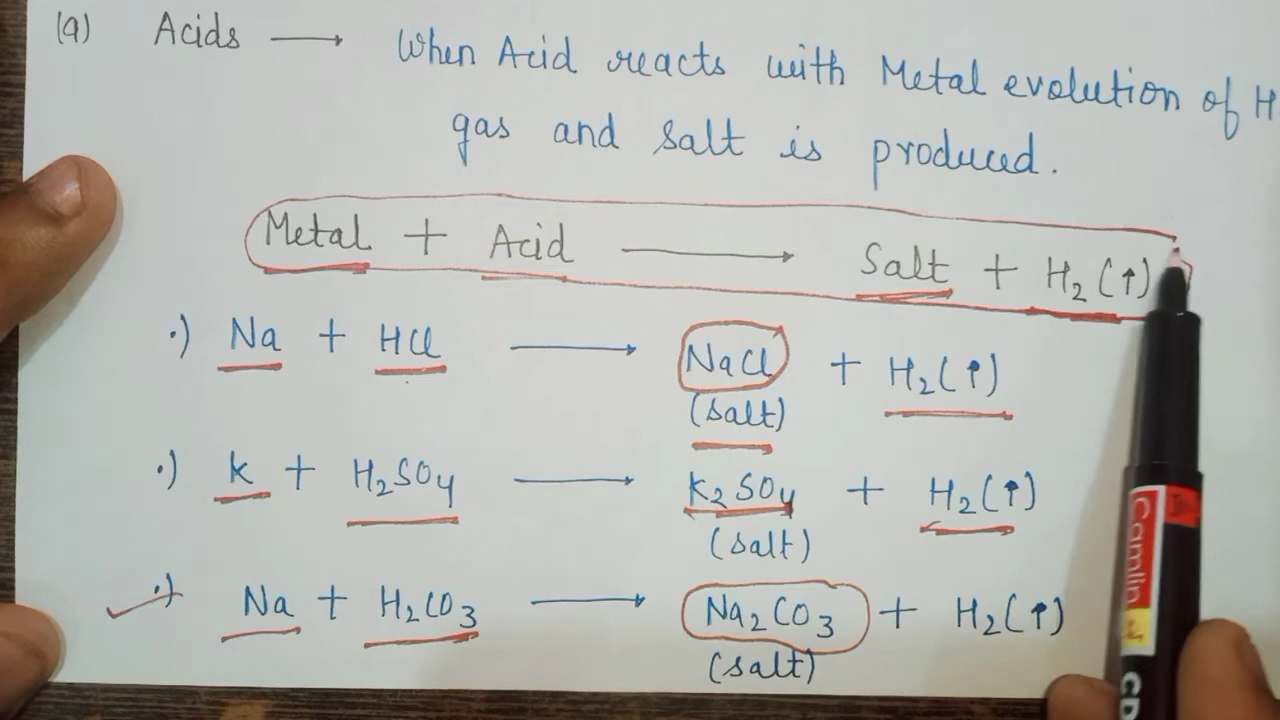 (a) Acids → When Acid reacts with Metal evolution of H
gas and salt is produced.
Metal + Acid → Salt + H₂(↑)
•) Na + HCl → NaCl + H₂(↑)
(salt)
•) K + H₂SO₄ → K₂SO₄ + H₂(↑)
(salt)
•) Na + H₂CO₃ → Na₂CO₃ + H₂(↑)
(salt)
Camlin
CD